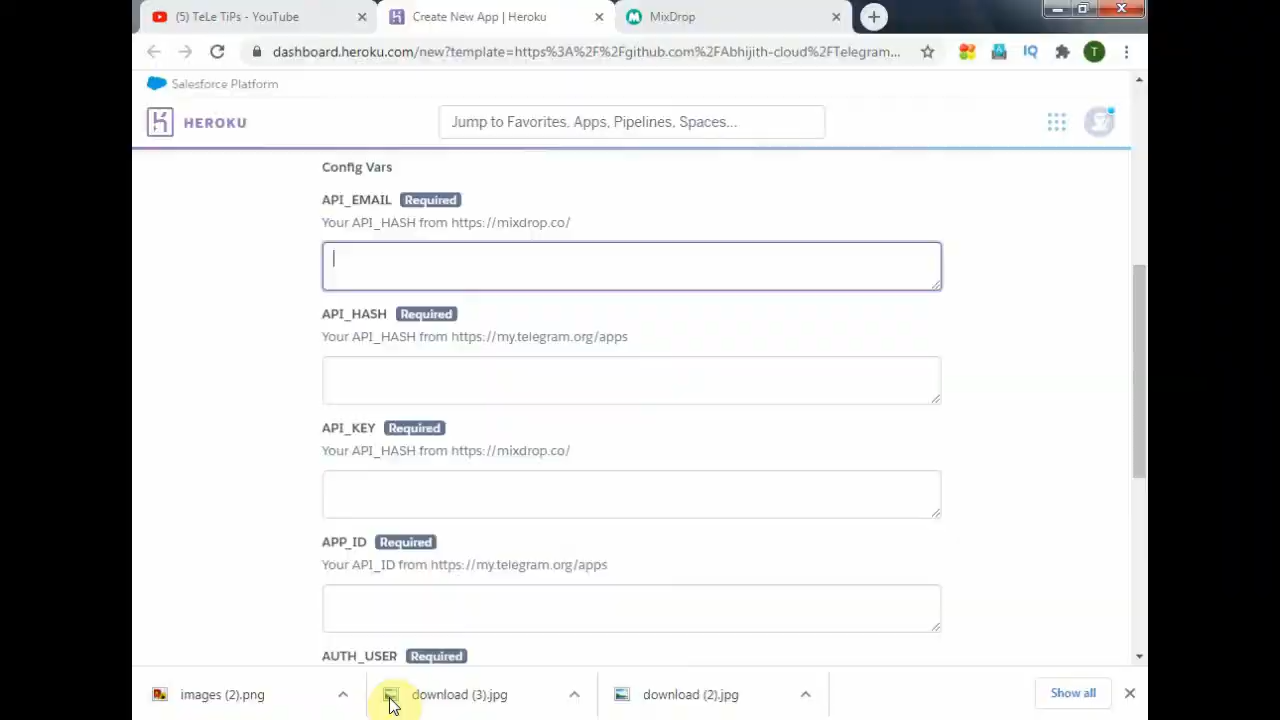 (5) TeLe TiPs - YouTube
Create New App | Heroku
MixDrop
dashboard.heroku.com/new?template=https%3A%2F%2Fgithub.com%2FAbhijith-cloud%2FTelegram...
IQ
T
Salesforce Platform
HEROKU
Jump to Favorites, Apps, Pipelines, Spaces...
Config Vars
API_EMAIL Required
Your API_HASH from https://mixdrop.co/
API_HASH Required
Your API_HASH from https://my.telegram.org/apps
API_KEY Required
Your API_HASH from https://mixdrop.co/
APP_ID Required
Your API_ID from https://my.telegram.org/apps
AUTH_USER Required
images (2).png
download (3).jpg
download (2).jpg
Show all